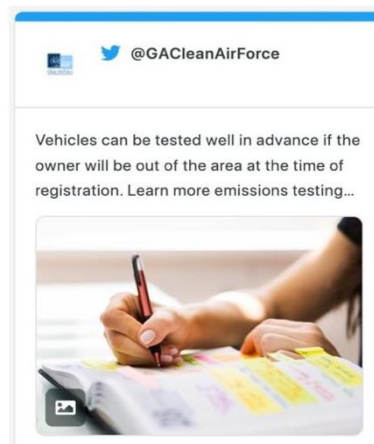 @GACleanAirForce
Vehicles can be tested well in advance if the
owner will be out of the area at the time of
registration. Learn more emissions testing...